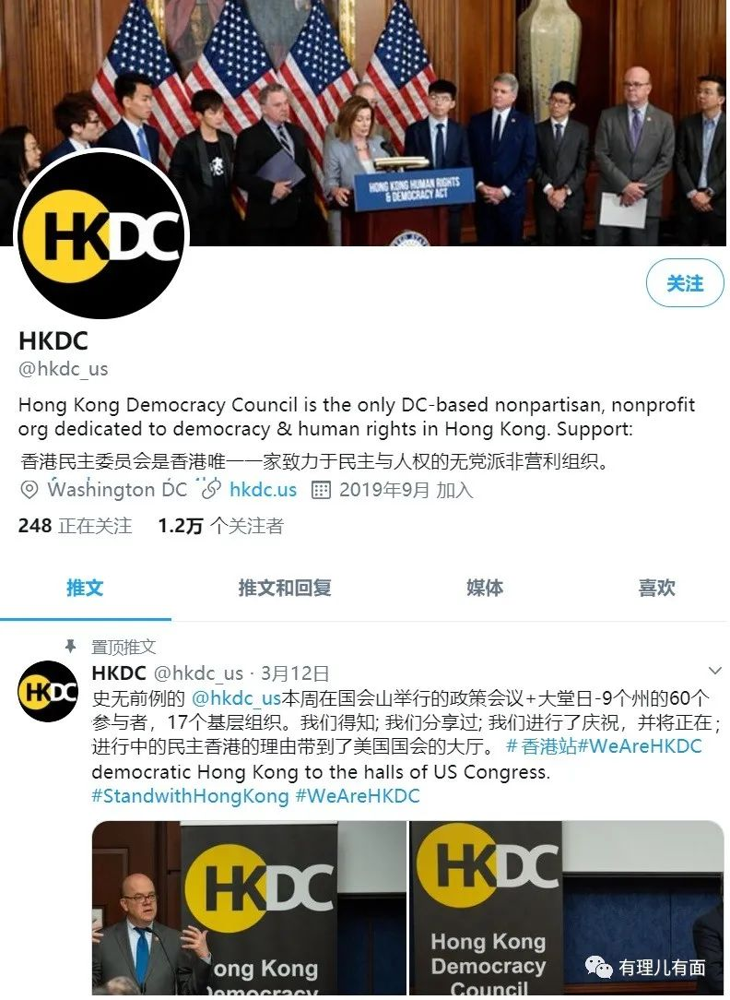 HONG KONG HUMAN RIGHTS
& DEMOCRACY ACT
HKDC
关注
HKDC
@hkdc_us
Hong Kong Democracy Council is the only DC-based nonpartisan, nonprofit
org dedicated to democracy & human rights in Hong Kong. Support:
香港民主委员会是香港唯一一家致力于民主与人权的无党派非营利组织。
Washington DC hkdc.us 2019年9月 加入
248 正在关注 1.2万 个关注者
推文 推文和回复 媒体 喜欢
置顶推文
HKDC @hkdc_us · 3月12日
史无前例的 @hkdc_us本周在国会山举行的政策会议+大堂日-9个州的60个
参与者，17个基层组织。我们得知; 我们分享过; 我们进行了庆祝，并将正在;
进行中的民主香港的理由带到了美国国会的大厅。#香港站#WeAreHKDC
democratic Hong Kong to the halls of US Congress.
#StandwithHongKong #WeAreHKDC
HKDC
HKDC
ong Kong
HKDC
Hong Kong
Democracy
Council
有理儿有面